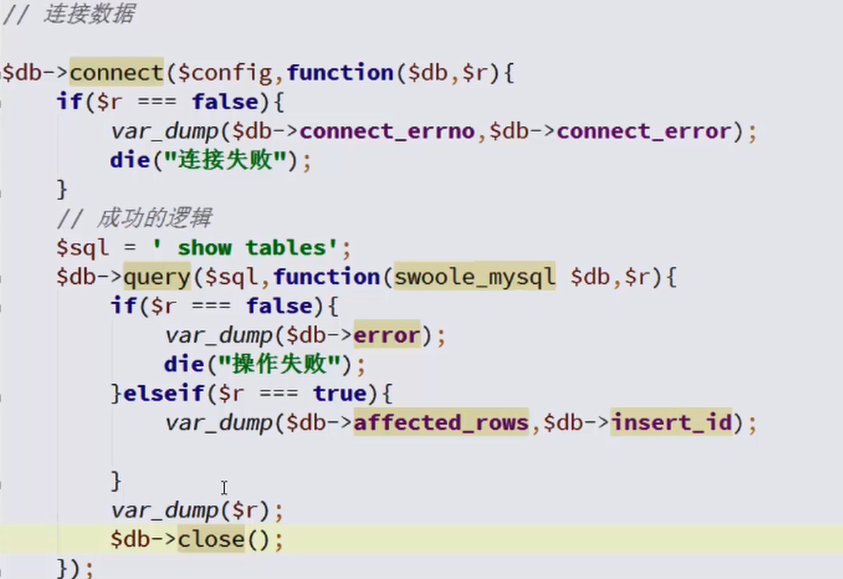 // 连接数据
$db->connect($config,function($db,$r){
    if($r === false){
        var_dump($db->connect_errno,$db->connect_error);
        die("连接失败");
    }
    // 成功的逻辑
    $sql = ' show tables';
    $db->query($sql,function(swoole_mysql $db,$r){
        if($r === false){
            var_dump($db->error);
            die("操作失败");
        }elseif($r === true){
            var_dump($db->affected_rows,$db->insert_id);
        }
        var_dump($r);
        $db->close();
    });